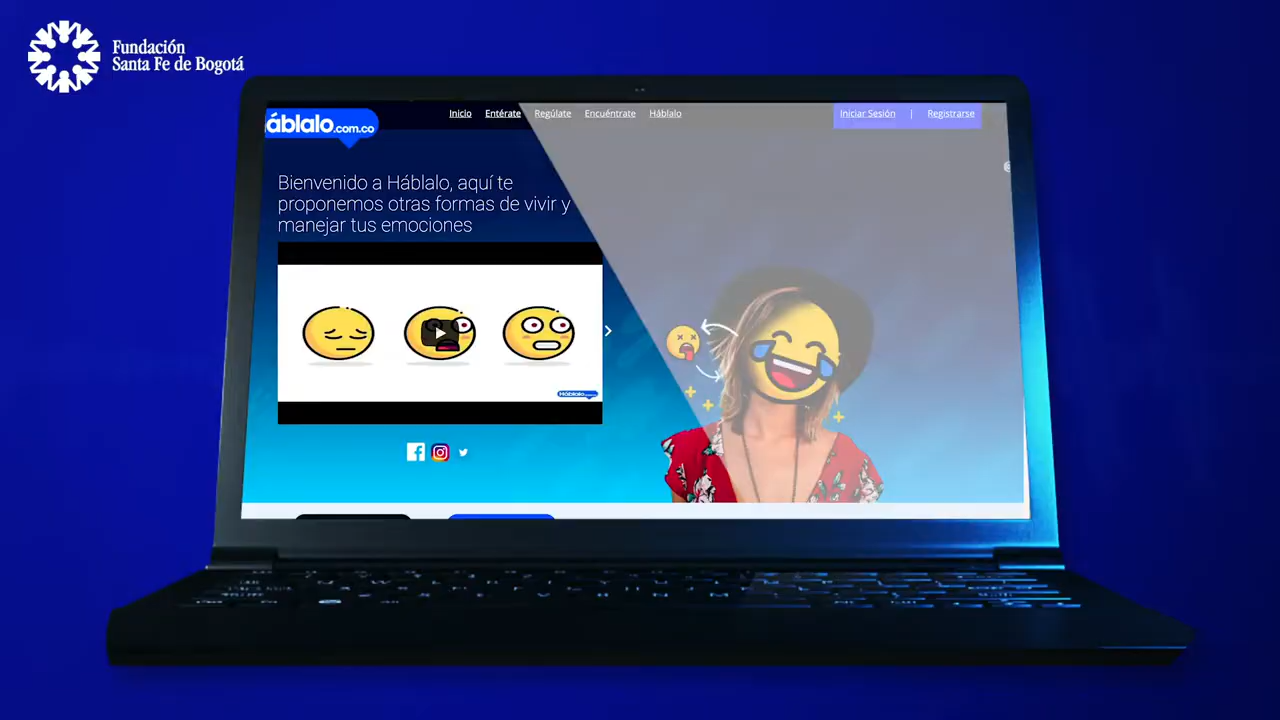 Fundación
Santa Fe de Bogotá
áblalo.com.co
Inicio Entérate Regúlate Encuéntrate Háblalo
Iniciar Sesión | Registrarse
Bienvenido a Háblalo, aquí te
proponemos otras formas de vivir y
manejar tus emociones
Háblalo